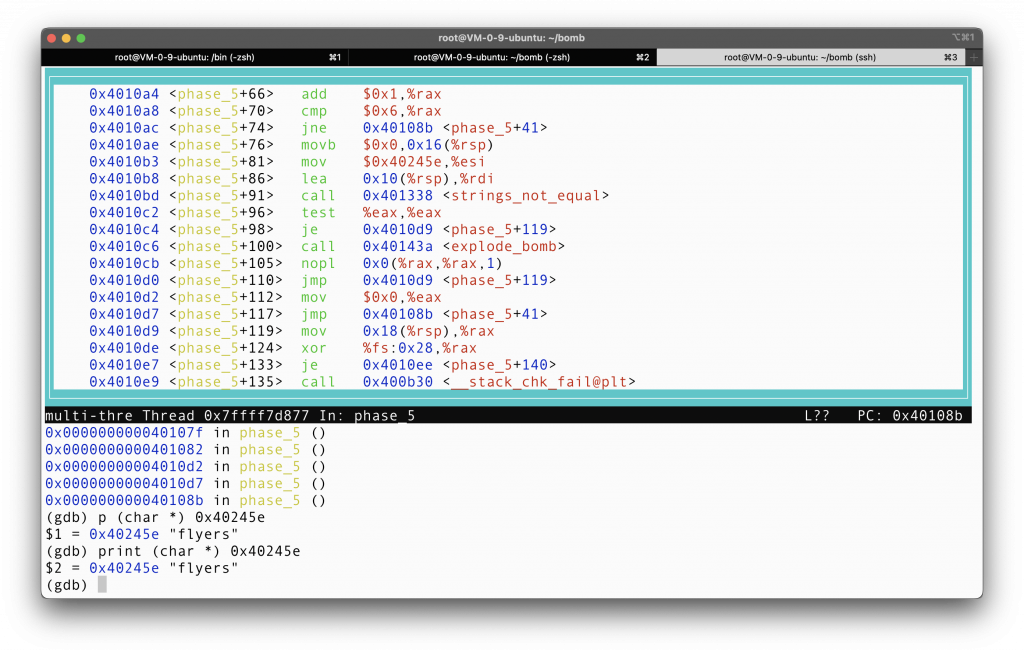 root@VM-0-9-ubuntu: ~/bomb ⌥⌘1
root@VM-0-9-ubuntu: /bin (-zsh) ⌘1 root@VM-0-9-ubuntu: ~/bomb (-zsh) ⌘2 root@VM-0-9-ubuntu: ~/bomb (ssh) ⌘3 +
0x4010a4 <phase_5+66> add $0x1,%rax
0x4010a8 <phase_5+70> cmp $0x6,%rax
0x4010ac <phase_5+74> jne 0x40108b <phase_5+41>
0x4010ae <phase_5+76> movb $0x0,0x16(%rsp)
0x4010b3 <phase_5+81> mov $0x40245e,%esi
0x4010b8 <phase_5+86> lea 0x10(%rsp),%rdi
0x4010bd <phase_5+91> call 0x401338 <strings_not_equal>
0x4010c2 <phase_5+96> test %eax,%eax
0x4010c4 <phase_5+98> je 0x4010d9 <phase_5+119>
0x4010c6 <phase_5+100> call 0x40143a <explode_bomb>
0x4010cb <phase_5+105> nopl 0x0(%rax,%rax,1)
0x4010d0 <phase_5+110> jmp 0x4010d9 <phase_5+119>
0x4010d2 <phase_5+112> mov $0x0,%eax
0x4010d7 <phase_5+117> jmp 0x40108b <phase_5+41>
0x4010d9 <phase_5+119> mov 0x18(%rsp),%rax
0x4010de <phase_5+124> xor %fs:0x28,%rax
0x4010e7 <phase_5+133> je 0x4010ee <phase_5+140>
0x4010e9 <phase_5+135> call 0x400b30 <__stack_chk_fail@plt>
multi-thre Thread 0x7ffff7d877 In: phase_5 L?? PC: 0x40108b
0x000000000040107f in phase_5 ()
0x0000000000401082 in phase_5 ()
0x00000000004010d2 in phase_5 ()
0x00000000004010d7 in phase_5 ()
0x000000000040108b in phase_5 ()
(gdb) p (char *) 0x40245e
$1 = 0x40245e "flyers"
(gdb) print (char *) 0x40245e
$2 = 0x40245e "flyers"
(gdb)